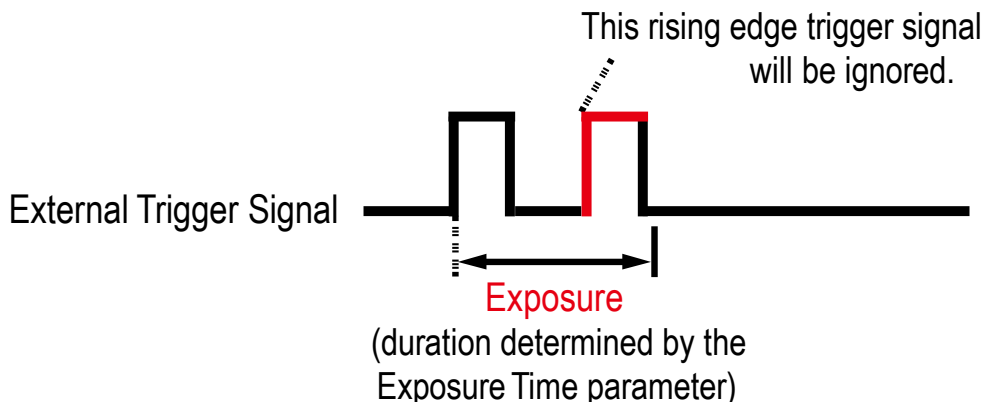 This rising edge trigger signal
will be ignored.
External Trigger Signal
Exposure
(duration determined by the
Exposure Time parameter)